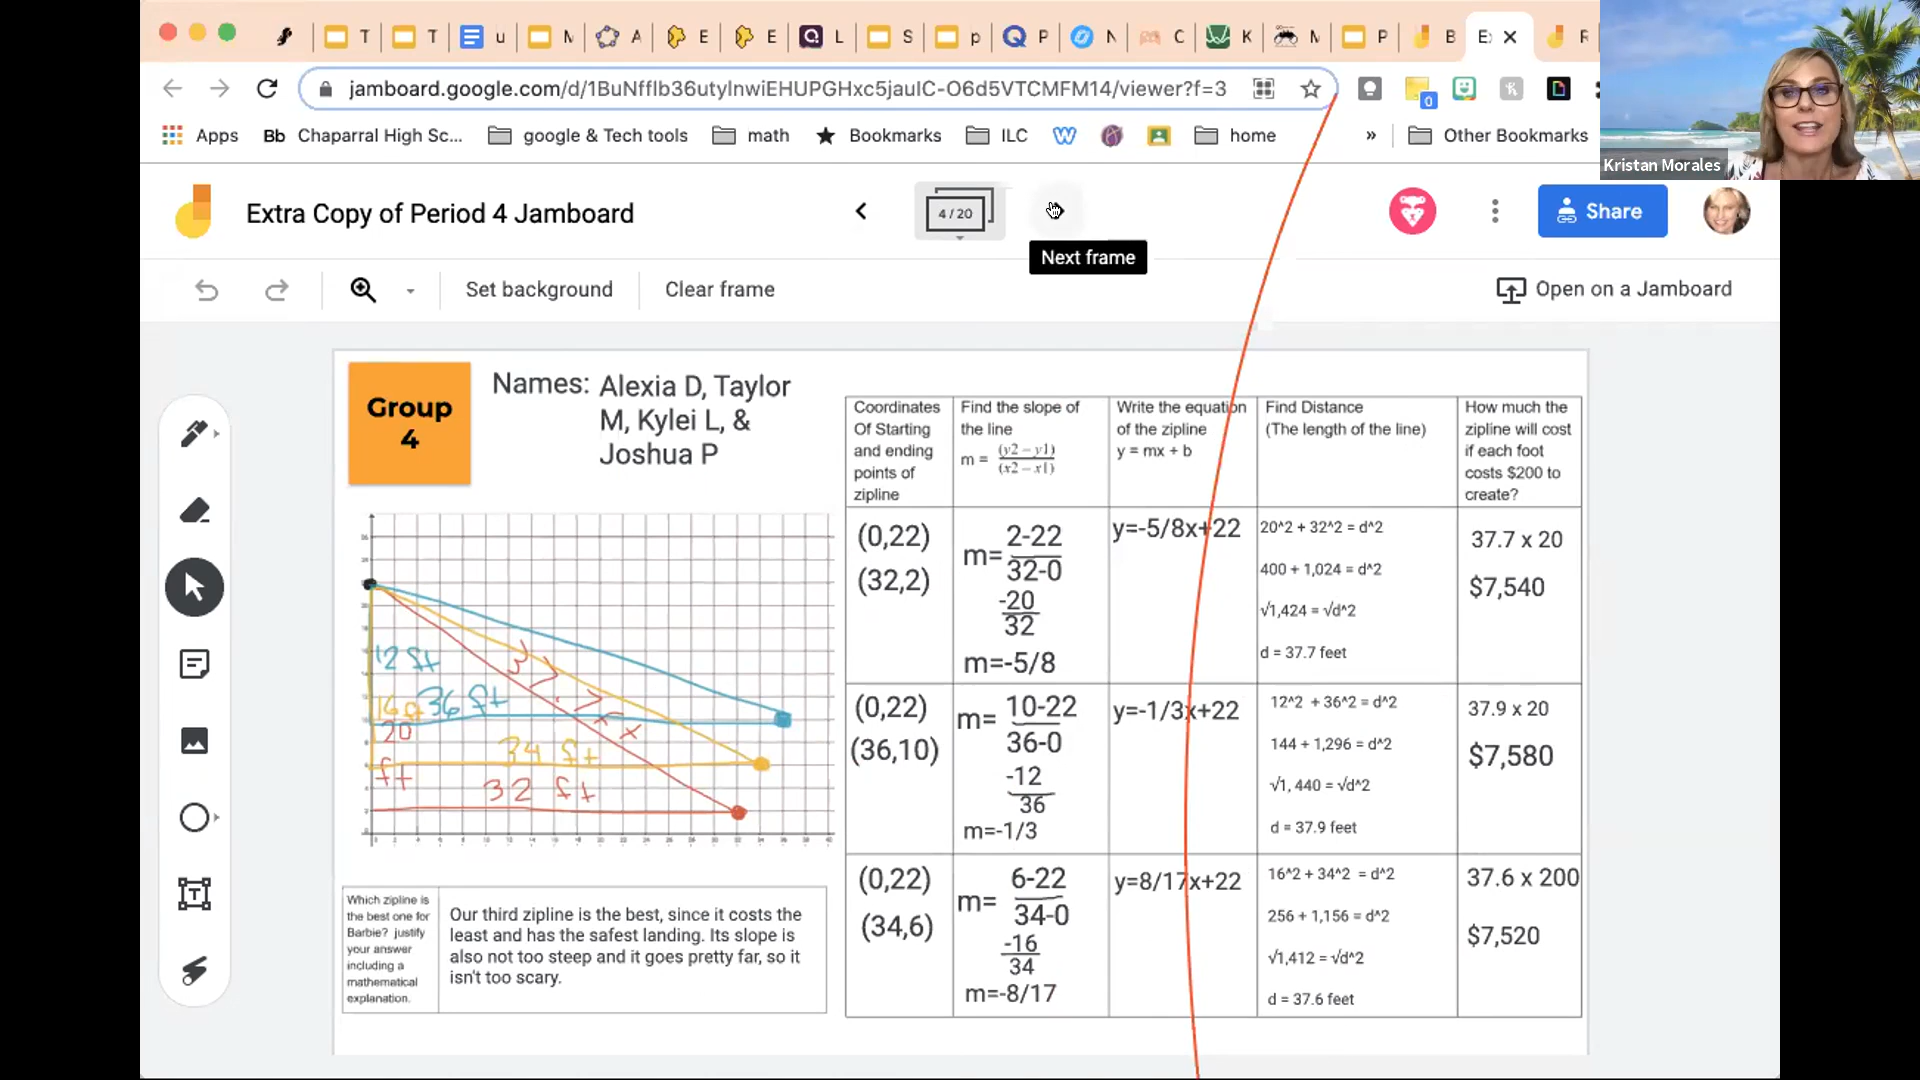 T
T
u
M
A
E
E
L
S
p
P
N
C
K
M
P
B
E
jamboard.google.com/d/1BuNfflb36utylnwiEHUPGHxc5jaulC-O6d5VTCMFM14/viewer?f=3
0
Apps
Bb Chaparral High Sc...
google & Tech tools
math
Bookmarks
ILC
home
»
Other Bookmarks
Kristan Morales
Extra Copy of Period 4 Jamboard
4 / 20
Share
Next frame
Set background
Clear frame
Open on a Jamboard
Group
4
Names: Alexia D, Taylor
M, Kylei L, &
Joshua P
12 ft
36 ft
16 ft
20
ft
34 ft
32 ft
Which zipline is
the best one for
Barbie? justify
your answer
including a
mathematical
explanation.
Our third zipline is the best, since it costs the
least and has the safest landing. Its slope is
also not too steep and it goes pretty far, so it
isn't too scary.
Coordinates
Of Starting
and ending
points of
zipline
Find the slope of
the line
m = (y2 – y1)
(x2 – x1)
Write the equation
of the zipline
y = mx + b
Find Distance
(The length of the line)
How much the
zipline will cost
if each foot
costs $200 to
create?
(0,22)
(32,2)
m= 2-22
32-0
-20
32
m=-5/8
y=-5/8x+22
20^2 + 32^2 = d^2
400 + 1,024 = d^2
√1,424 = √d^2
d = 37.7 feet
37.7 x 20
$7,540
(0,22)
(36,10)
m= 10-22
36-0
-12
36
m=-1/3
y=-1/3x+22
12^2 + 36^2 = d^2
144 + 1,296 = d^2
√1, 440 = √d^2
d = 37.9 feet
37.9 x 20
$7,580
(0,22)
(34,6)
m= 6-22
34-0
-16
34
m=-8/17
y=8/17x+22
16^2 + 34^2 = d^2
256 + 1,156 = d^2
√1,412 = √d^2
d = 37.6 feet
37.6 x 200
$7,520